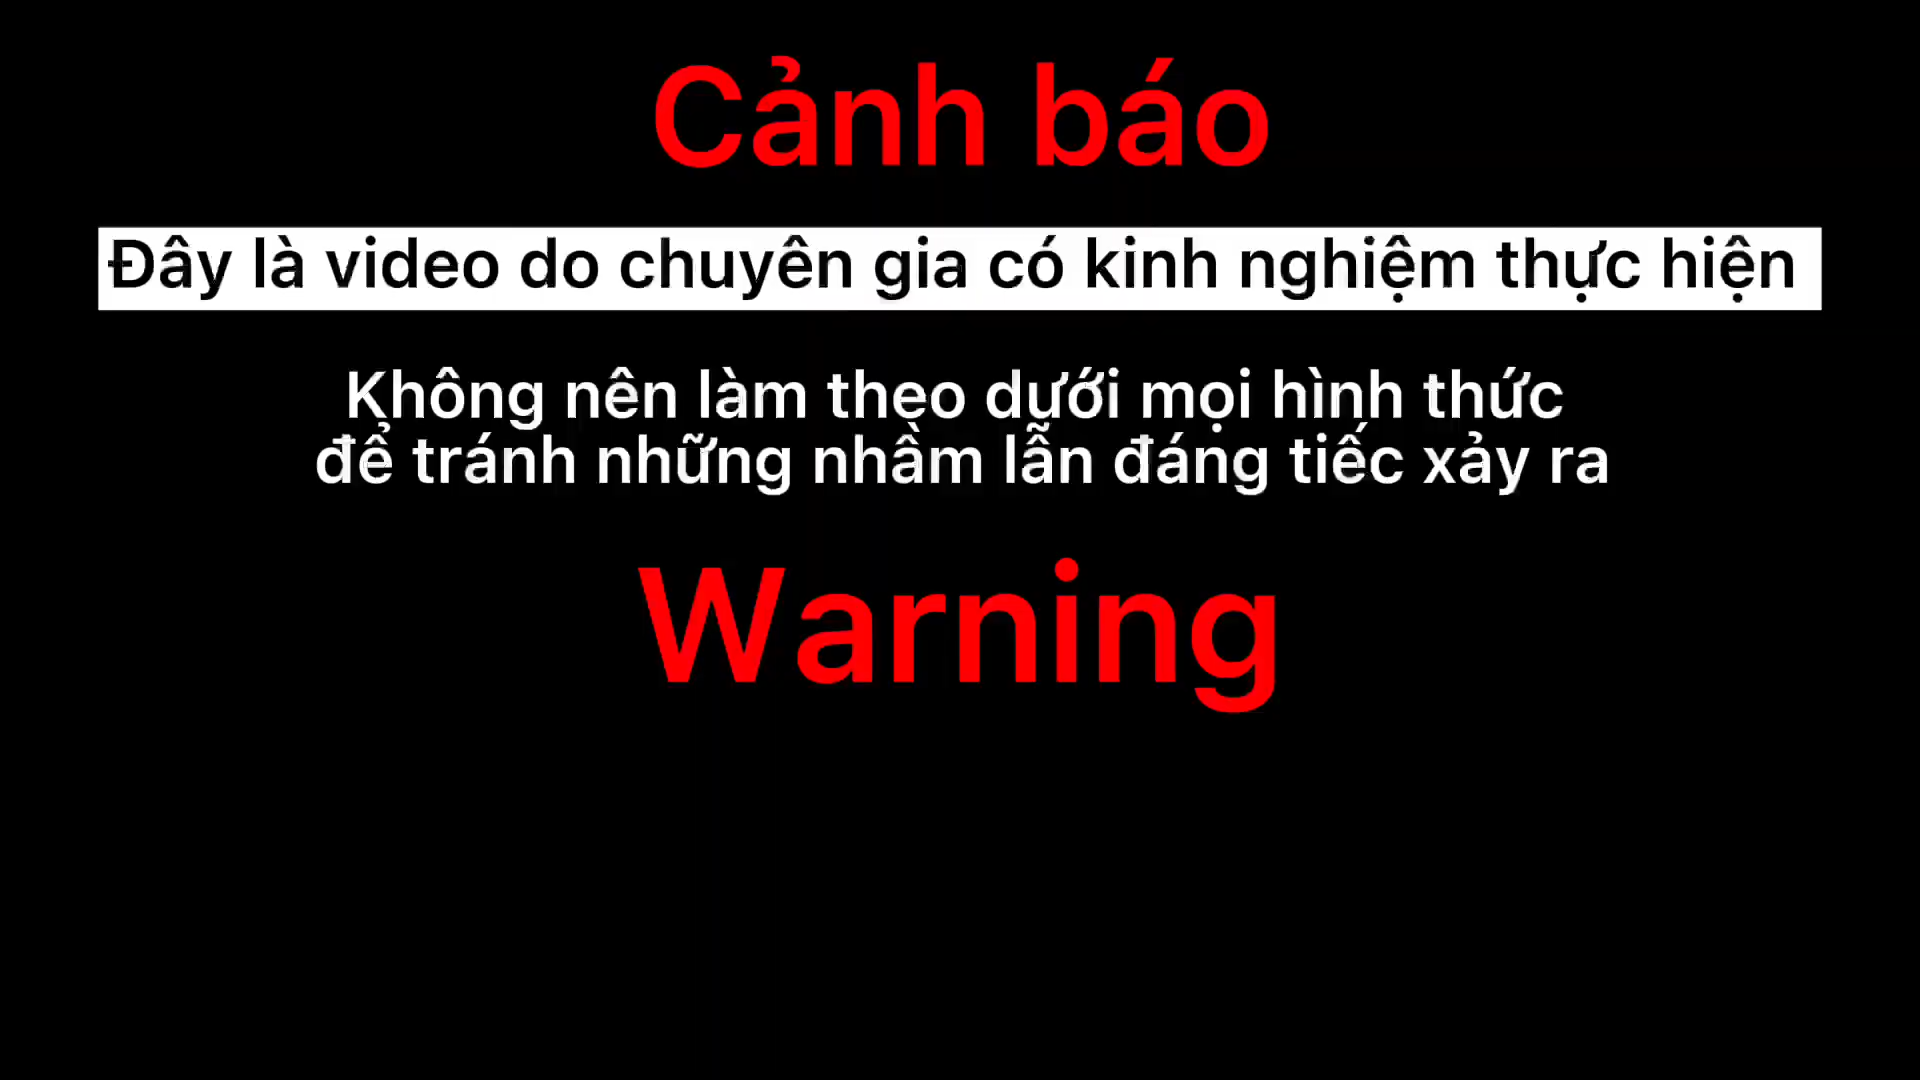 Cảnh báo
Đây là video do chuyên gia có kinh nghiệm thực hiện
Không nên làm theo dưới mọi hình thức
để tránh những nhầm lẫn đáng tiếc xảy ra
Warning